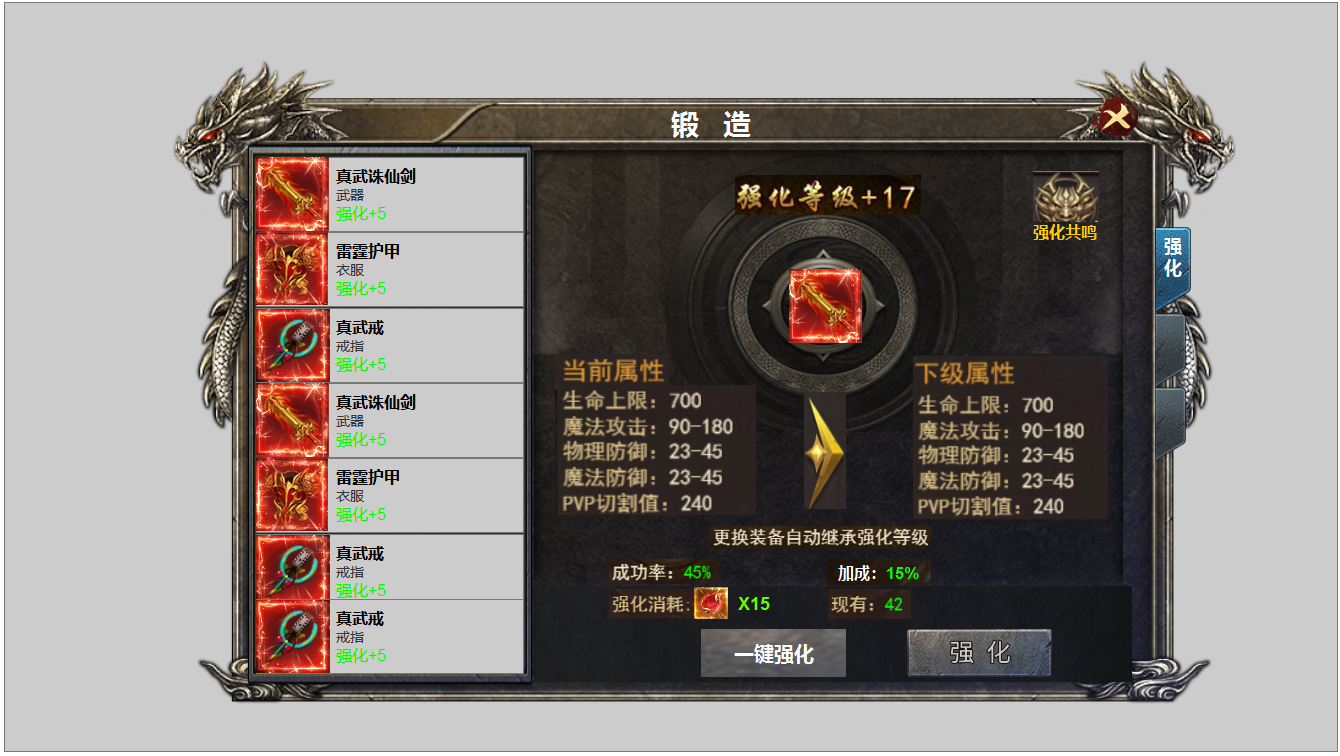 锻 造
真武诛仙剑
武器
强化+5
雷霆护甲
衣服
强化+5
真武戒
戒指
强化+5
真武诛仙剑
武器
强化+5
雷霆护甲
衣服
强化+5
真武戒
戒指
强化+5
真武戒
戒指
强化+5
强化等级+17
强化共鸣
强化
当前属性
生命上限：700
魔法攻击：90-180
物理防御：23-45
魔法防御：23-45
PVP切割值：240
下级属性
生命上限：700
魔法攻击：90-180
物理防御：23-45
魔法防御：23-45
PVP切割值：240
更换装备自动继承强化等级
成功率：45% 加成：15%
强化消耗: X15 现有：42
一键强化 强 化